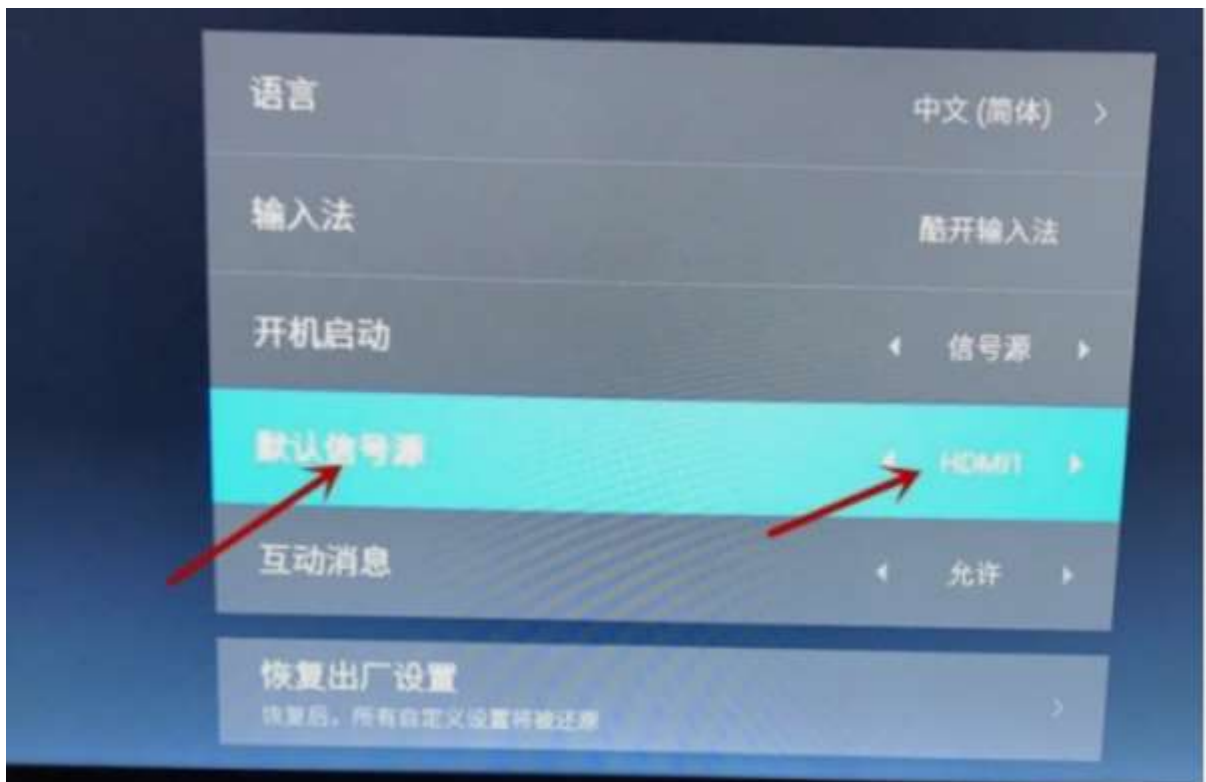 语言
中文 (简体)
输入法
酷开输入法
开机启动
信号源
默认信号源
HDMI1
互动消息
允许
恢复出厂设置
恢复后，所有自定义设置将被还原